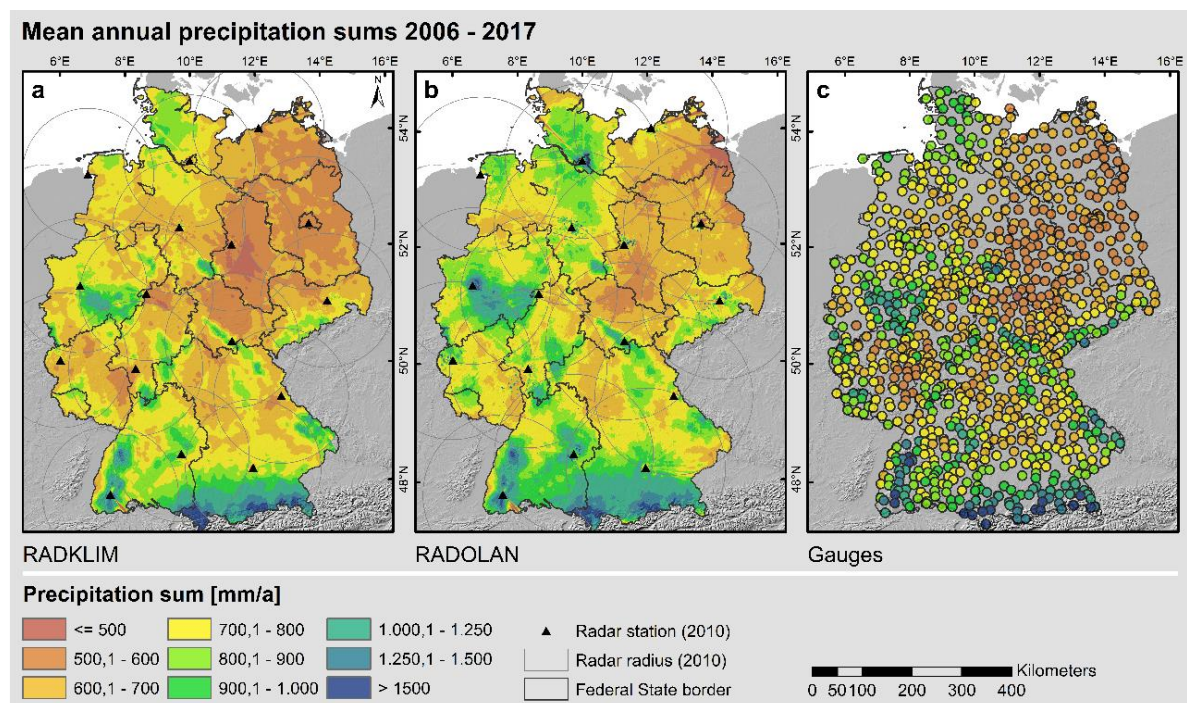 Mean annual precipitation sums 2006 - 2017
6°E 8°E 10°E 12°E 14°E 16°E 6°E 8°E 10°E 12°E 14°E 16°E 6°E 8°E 10°E 12°E 14°E 16°E
a
N
b
c
54°N
54°N
52°N
52°N
50°N
50°N
48°N
48°N
RADKLIM
RADOLAN
Gauges
Precipitation sum [mm/a]
<= 500
500,1 - 600
600,1 - 700
700,1 - 800
800,1 - 900
900,1 - 1.000
1.000,1 - 1.250
1.250,1 - 1.500
> 1500
Radar station (2010)
Radar radius (2010)
Federal State border
Kilometers
0 50 100 200 300 400